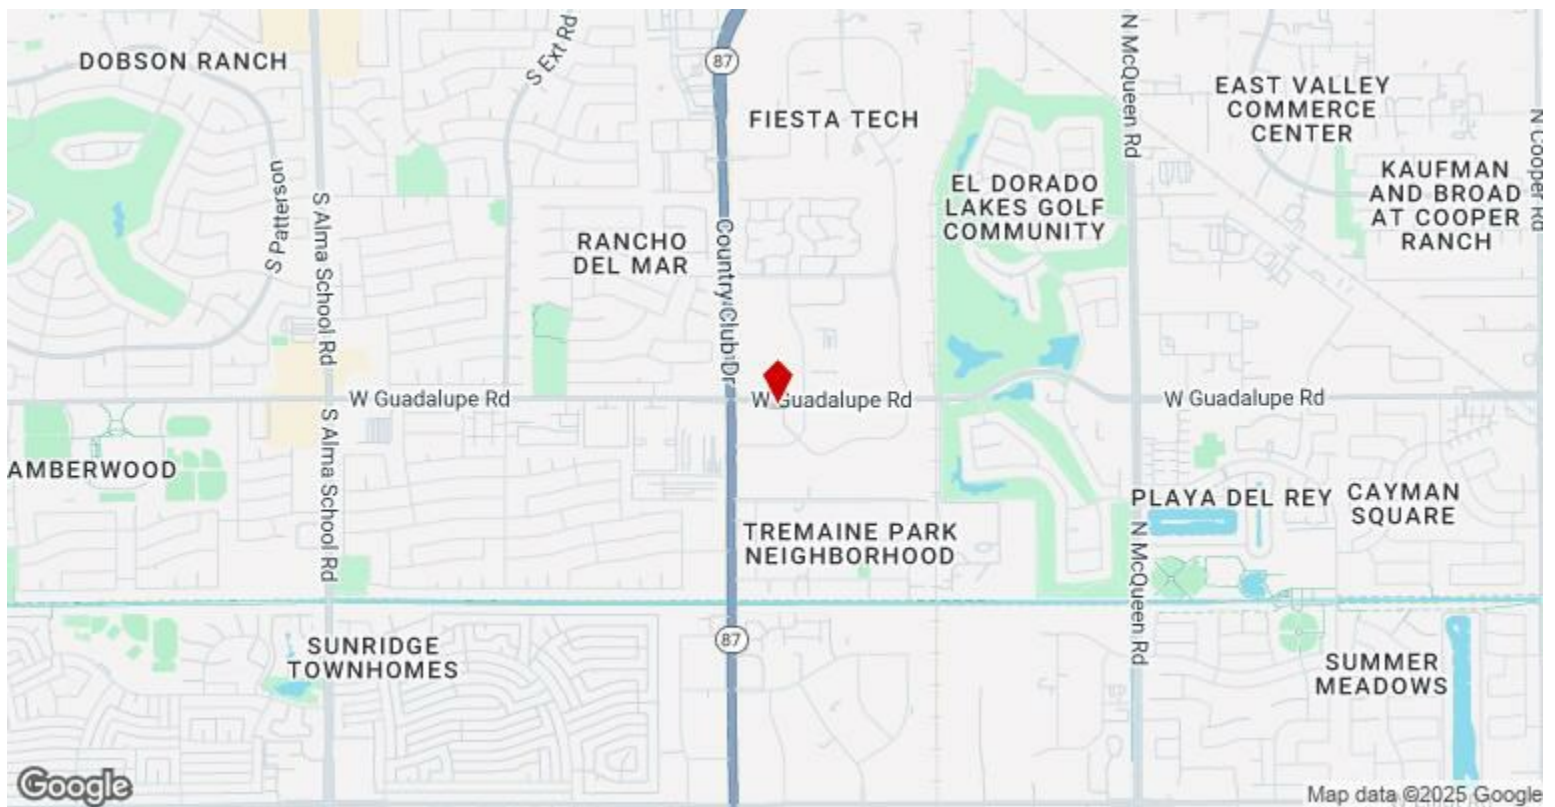 DOBSON RANCH
S Ext Rd
87
N McQueen Rd
FIESTA TECH
EAST VALLEY
COMMERCE
CENTER
N Cooper Rd
S Patterson
S Alma School Rd
RANCHO
DEL MAR
Country Club Dr
EL DORADO
LAKES GOLF
COMMUNITY
KAUFMAN
AND BROAD
AT COOPER
RANCH
W Guadalupe Rd
W Guadalupe Rd
W Guadalupe Rd
AMBERWOOD
S Alma School Rd
TREMAINE PARK
NEIGHBORHOOD
PLAYA DEL REY
CAYMAN
SQUARE
N McQueen Rd
SUNRIDGE
TOWNHOMES
87
SUMMER
MEADOWS
Google
Map data ©2025 Google